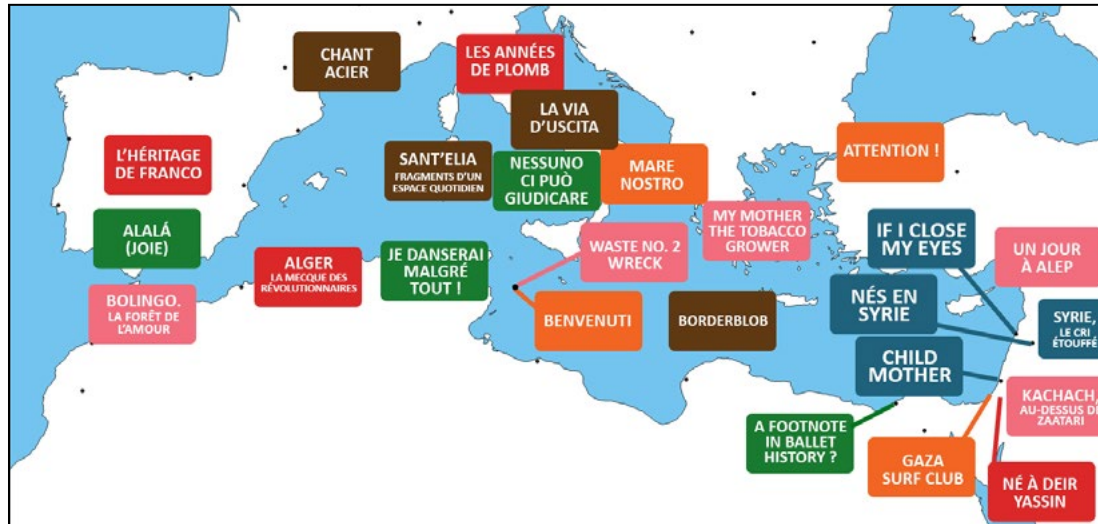 CHANT
ACIER
LES ANNÉES
DE PLOMB
LA VIA
D'USCITA
L'HÉRITAGE
DE FRANCO
SANT'ELIA
FRAGMENTS D'UN
ESPACE QUOTIDIEN
NESSUNO
CI PUÒ
GIUDICARE
MARE
NOSTRO
ATTENTION !
ALALÁ
(JOIE)
MY MOTHER
THE TOBACCO
GROWER
IF I CLOSE
MY EYES
UN JOUR
À ALEP
ALGER
LA MECQUE DES
RÉVOLUTIONNAIRES
JE DANSERAI
MALGRÉ
TOUT !
WASTE NO. 2
WRECK
BOLINGO.
LA FORÊT DE
L'AMOUR
BENVENUTI
BORDERBLOB
NÉS EN
SYRIE
SYRIE,
LE CRI
ÉTOUFFÉ
CHILD
MOTHER
KACHACH,
AU-DESSUS DE
ZAATARI
A FOOTNOTE
IN BALLET
HISTORY ?
GAZA
SURF CLUB
NÉ À DEIR
YASSIN